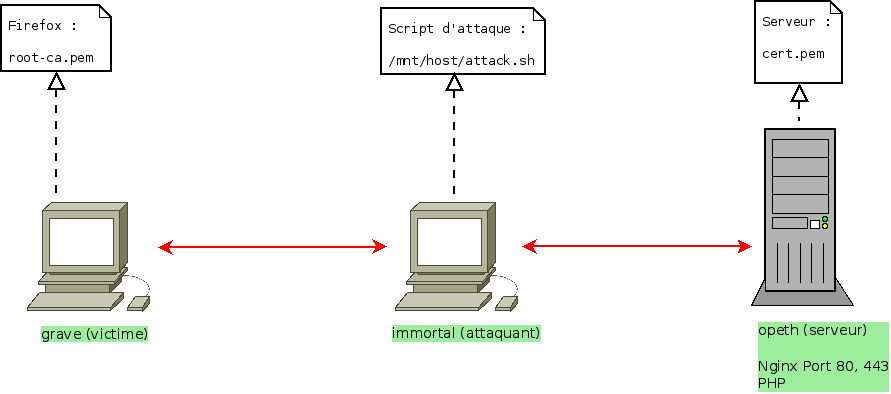 Firefox :
root-ca.pem
Script d'attaque :
/mnt/host/attack.sh
Serveur :
cert.pem
grave (victime)
immortal (attaquant)
opeth (serveur)
Nginx Port 80, 443
PHP